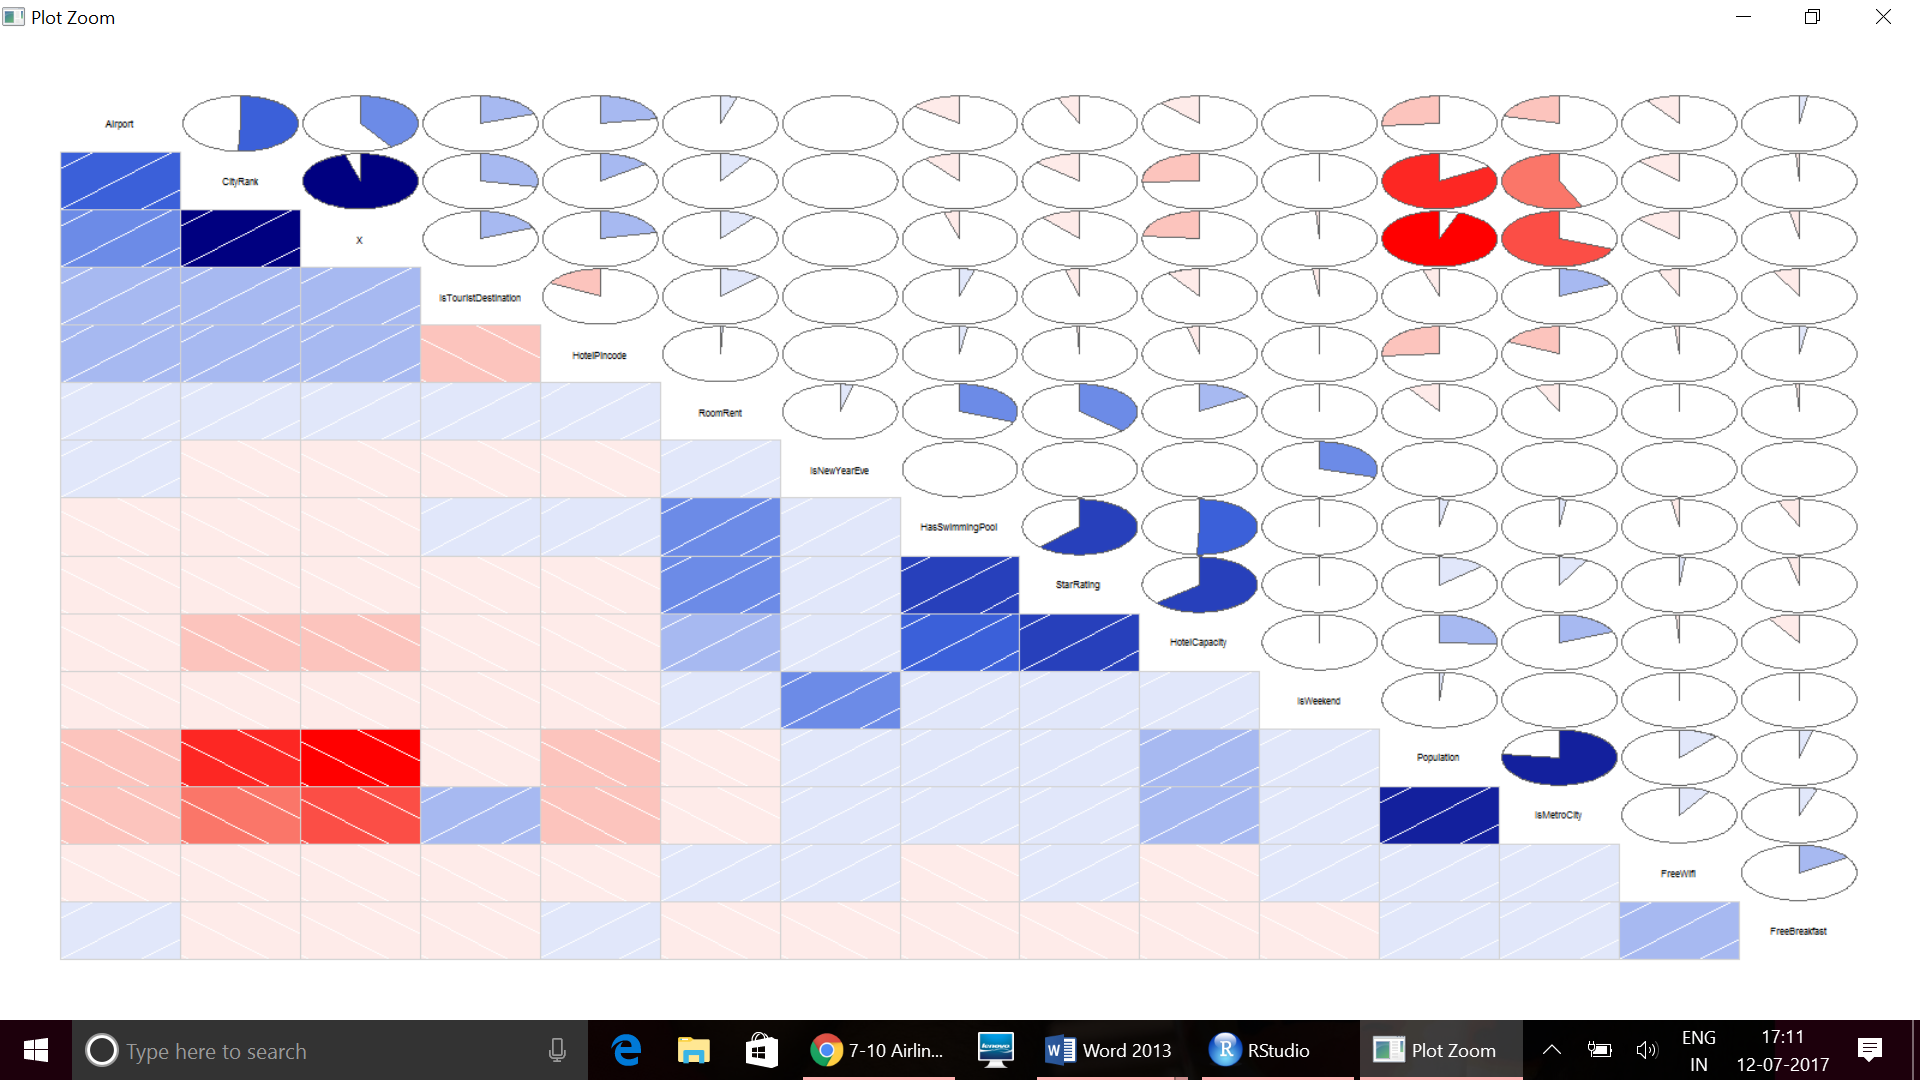 Plot Zoom
Airport
CityRank
X
IsTouristDestination
HotelPincode
RoomRent
IsNewYearEve
HasSwimmingPool
StarRating
HotelCapacity
IsWeekend
Population
IsMetroCity
FreeWifi
FreeBreakfast
Type here to search
7-10 Airlin...
lenovo
Word 2013
RStudio
Plot Zoom
ENG
IN
17:11
12-07-2017